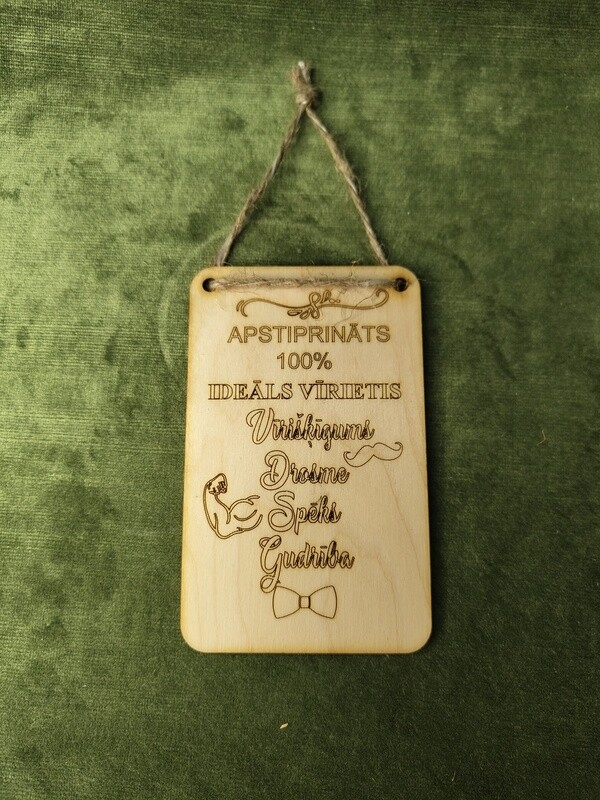 APSTIPRINĀTS
100%
IDEĀLS VĪRIETIS
Vīrišķīgums
Drosme
Spēks
Gudrība